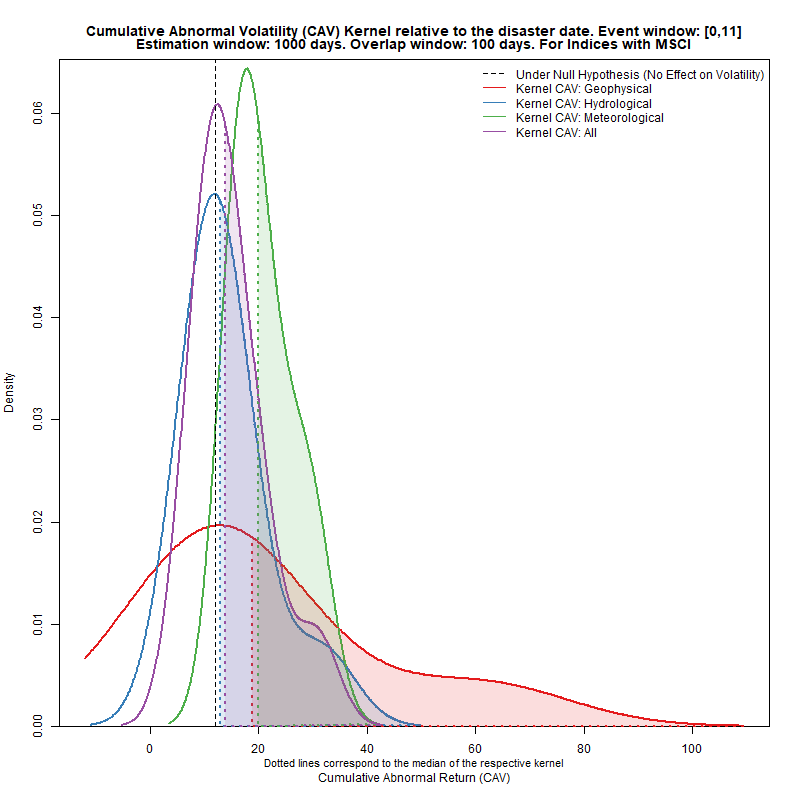 Cumulative Abnormal Volatility (CAV) Kernel relative to the disaster date. Event window: [0,11]
Estimation window: 1000 days. Overlap window: 100 days. For Indices with MSCI
Under Null Hypothesis (No Effect on Volatility)
Kernel CAV: Geophysical
Kernel CAV: Hydrological
Kernel CAV: Meteorological
Kernel CAV: All
0.06
0.05
0.04
0.03
0.02
0.01
0.00
Density
0 20 40 60 80 100
Dotted lines correspond to the median of the respective kernel
Cumulative Abnormal Return (CAV)